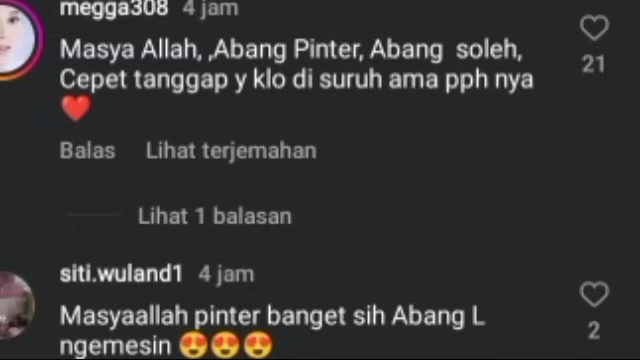 megga308 4 jam
Masya Allah, ,Abang Pinter, Abang soleh,
Cepet tanggap y klo di suruh ama pph nya
❤️
21
Balas Lihat terjemahan
Lihat 1 balasan
siti.wuland1 4 jam
Masyaallah pinter banget sih Abang L
ngemesin 😍😍😍
2